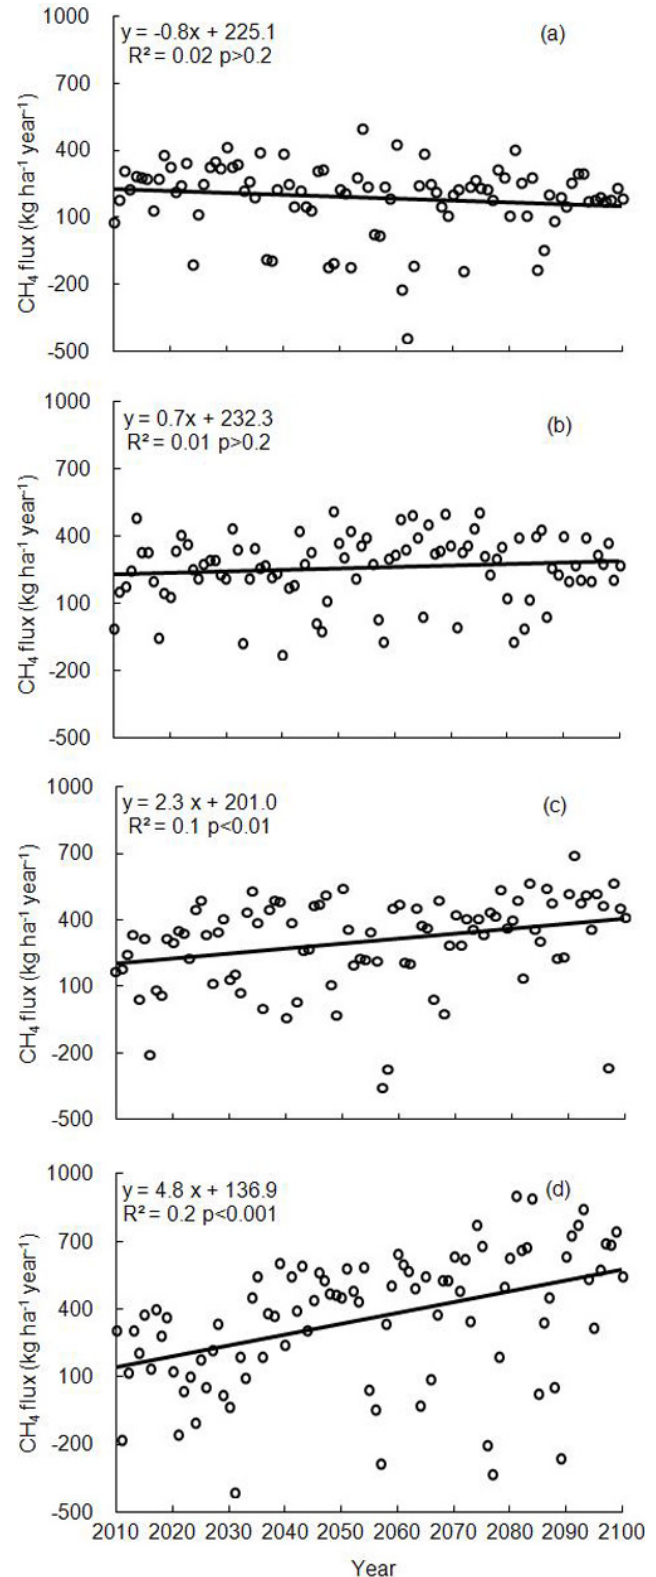 1000
y = -0.8x + 225.1
(a)
R² = 0.02 p>0.2
700
400
100
-200
-500
CH₄ flux (kg ha⁻¹ year⁻¹)
1000
y = 0.7x + 232.3
(b)
R² = 0.01 p>0.2
700
400
100
-200
-500
CH₄ flux (kg ha⁻¹ year⁻¹)
1000
y = 2.3 x + 201.0
(c)
R² = 0.1 p<0.01
700
400
100
-200
-500
CH₄ flux (kg ha⁻¹ year⁻¹)
1000
y = 4.8 x + 136.9
(d)
R² = 0.2 p<0.001
700
400
100
-200
-500
CH₄ flux (kg ha⁻¹ year⁻¹)
2010 2020 2030 2040 2050 2060 2070 2080 2090 2100
Year